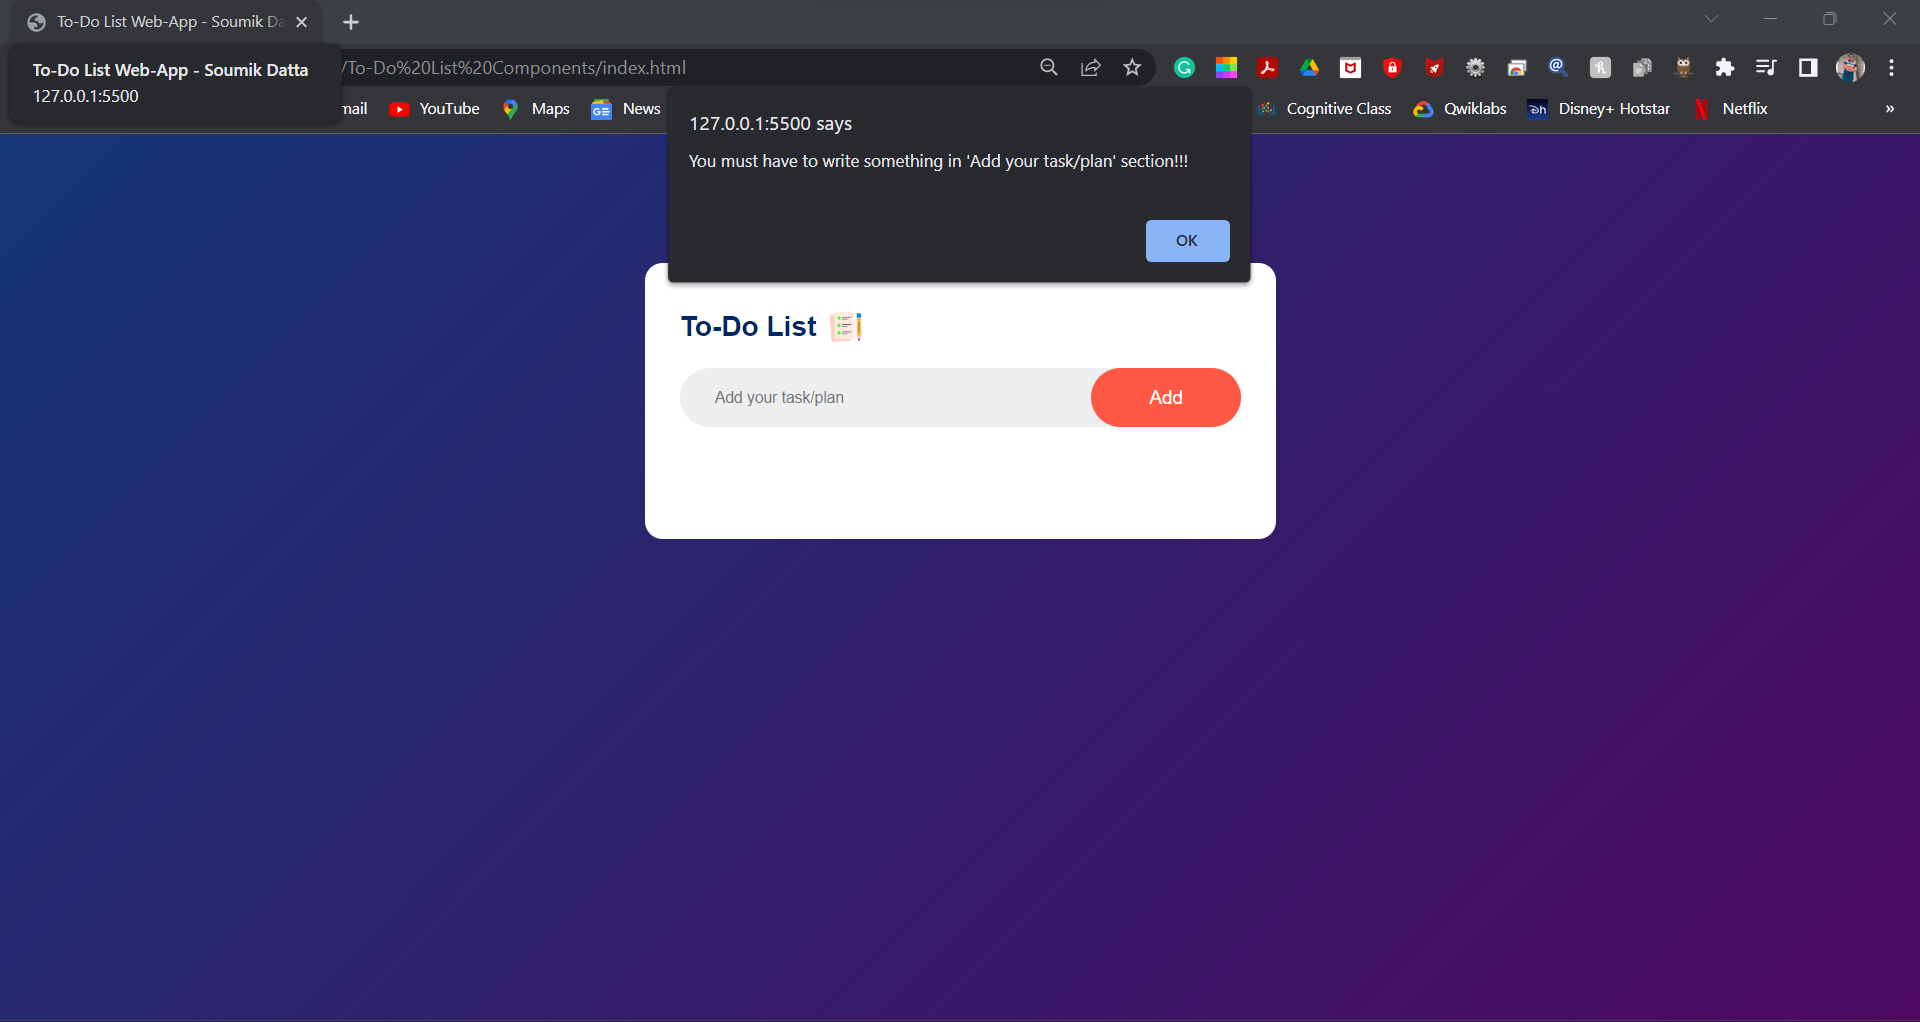 To-Do List Web-App - Soumik Da
To-Do List Web-App - Soumik Datta
127.0.0.1:5500
/To-Do%20List%20Components/index.html
mail
YouTube
Maps
GE
News
Cognitive Class
Qwiklabs
Disney+ Hotstar
Netflix
»
127.0.0.1:5500 says
You must have to write something in 'Add your task/plan' section!!!
OK
To-Do List
Add your task/plan
Add